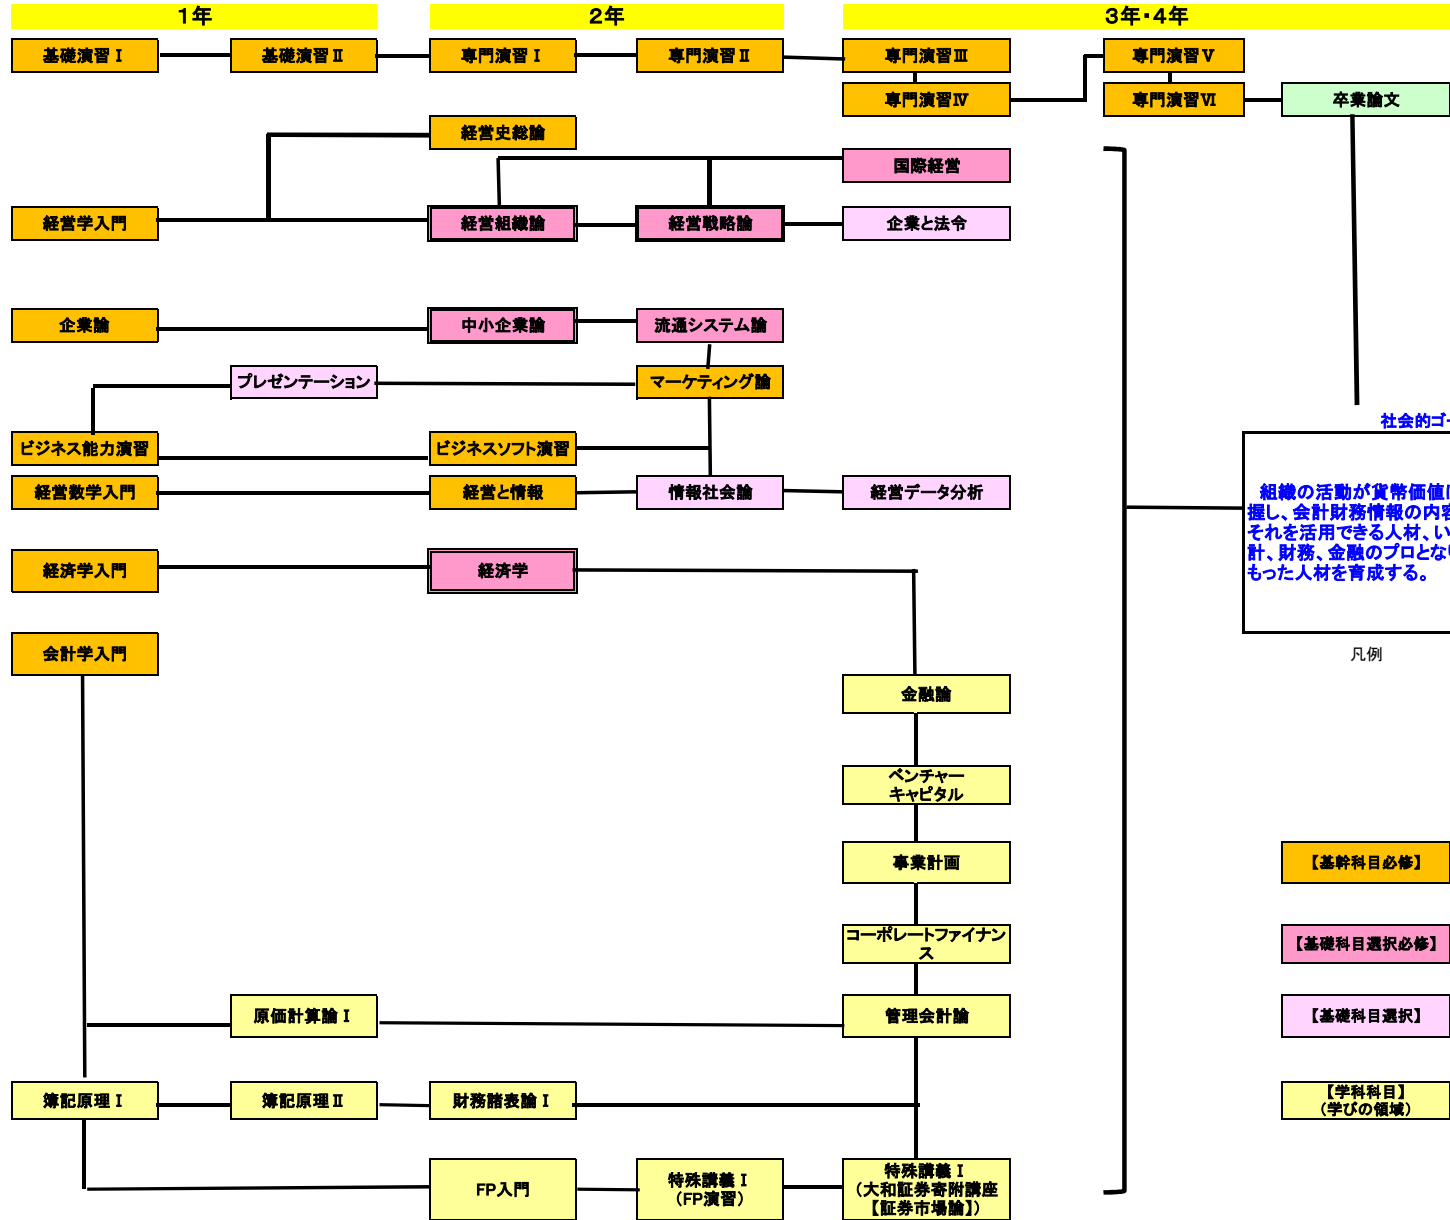 1年
2年
3年・4年
基礎演習Ⅰ
基礎演習Ⅱ
専門演習Ⅰ
専門演習Ⅱ
専門演習Ⅲ
専門演習Ⅴ
専門演習Ⅳ
専門演習Ⅵ
卒業論文
経営史総論
国際経営
経営学入門
経営組織論
経営戦略論
企業と法令
企業論
中小企業論
流通システム論
プレゼンテーション
マーケティング論
社会的ゴー
ビジネス能力演習
ビジネスソフト演習
経営数学入門
経営と情報
情報社会論
経営データ分析
組織の活動が貨幣価値
握し、会計財務情報の内容
それを活用できる人材、い
計、財務、金融のプロとな
もった人材を育成する。
経済学入門
経済学
会計学入門
凡例
金融論
ベンチャー
キャピタル
事業計画
【基幹科目必修】
コーポレートファイナン
ス
【基礎科目選択必修】
原価計算論Ⅰ
管理会計論
【基礎科目選択】
簿記原理Ⅰ
簿記原理Ⅱ
財務諸表論Ⅰ
【学科科目】
(学びの領域)
FP入門
特殊講義Ⅰ
(FP演習)
特殊講義Ⅰ
(大和証券寄附講座
【証券市場論】)